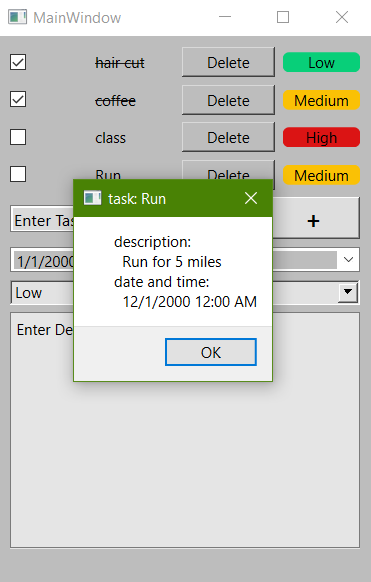 MainWindow
hair cut Delete Low
coffee Delete Medium
class Delete High
Run Delete Medium
task: Run
Enter Tas +
description:
Run for 5 miles
1/1/2000
date and time:
12/1/2000 12:00 AM
Low
Enter De
OK